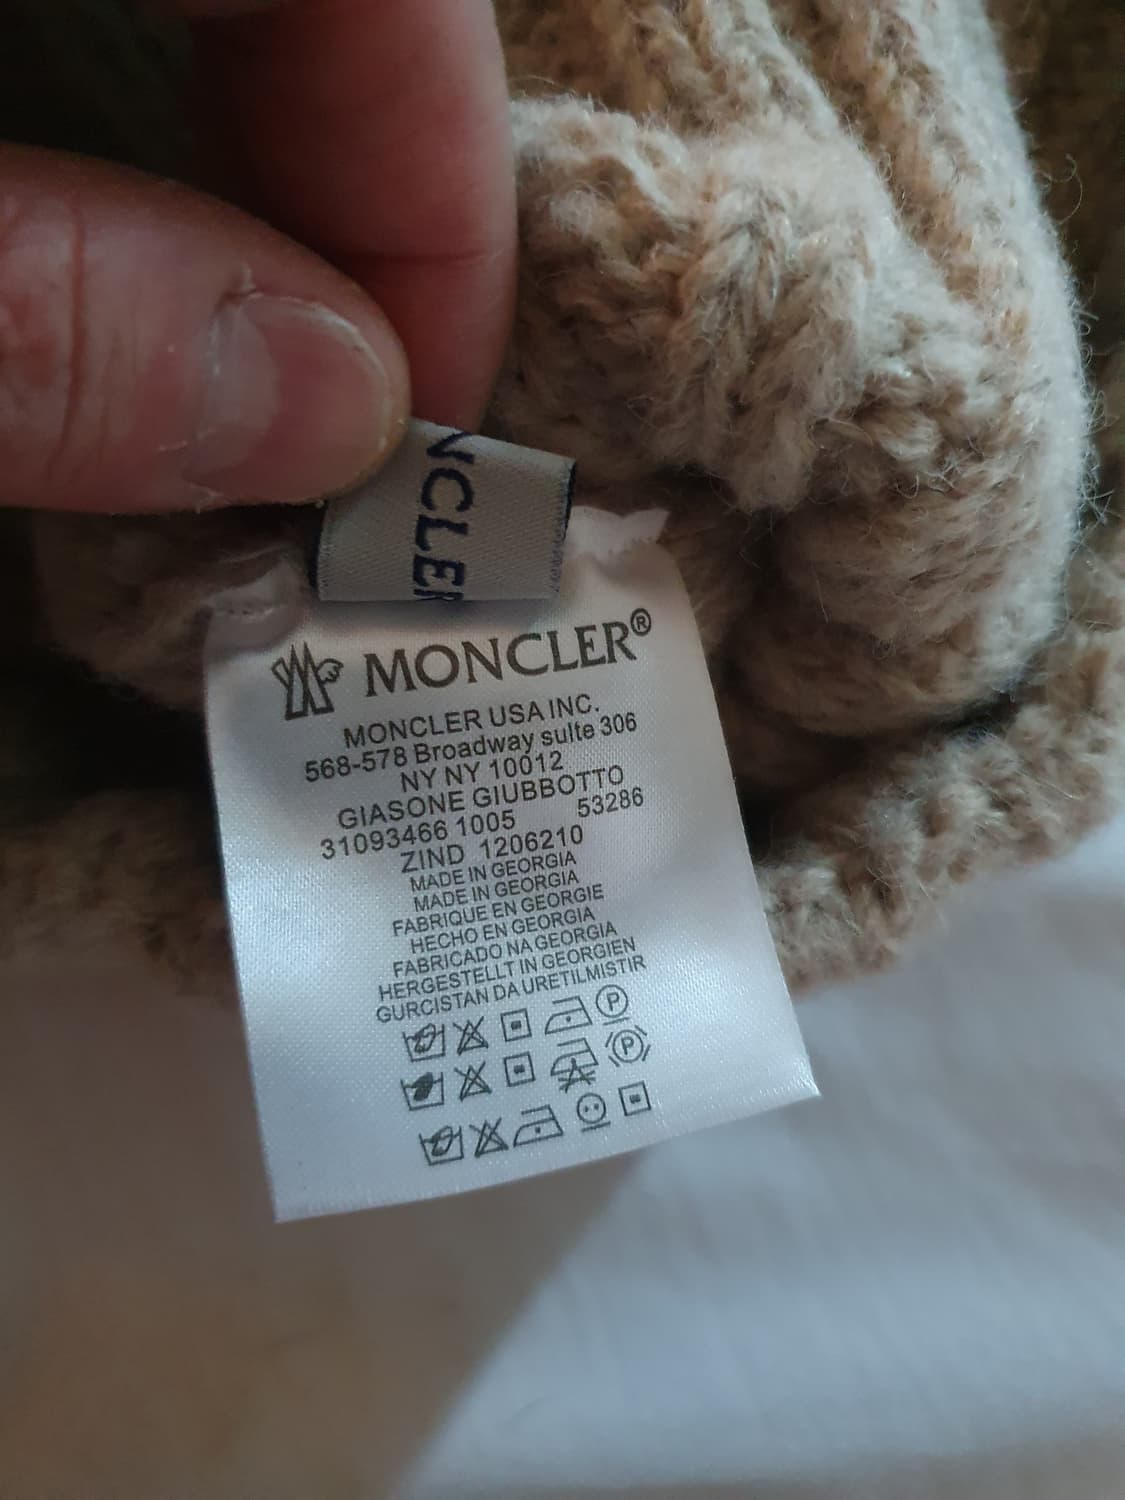 NCLER
MONCLER®
MONCLER USA INC.
568-578 Broadway suite 306
NY NY 10012
GIASONE GIUBBOTTO
31093466 1005 53286
ZIND 1206210
MADE IN GEORGIA
MADE IN GEORGIA
FABRIQUE EN GEORGIE
HECHO EN GEORGIA
FABRICADO NA GEORGIA
HERGESTELLT IN GEORGIEN
GURCISTAN DA URETILMISTIR
P
P